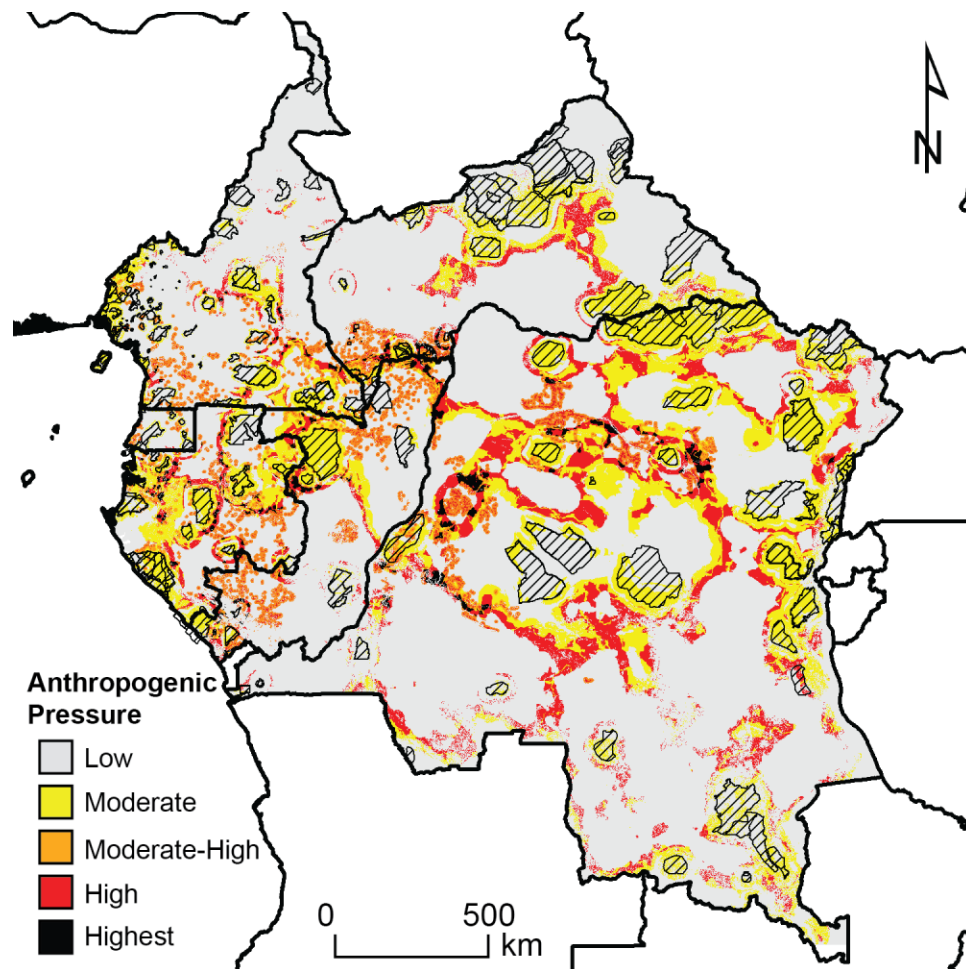 N
Anthropogenic
Pressure
Low
Moderate
Moderate-High
High
Highest
0 500
km